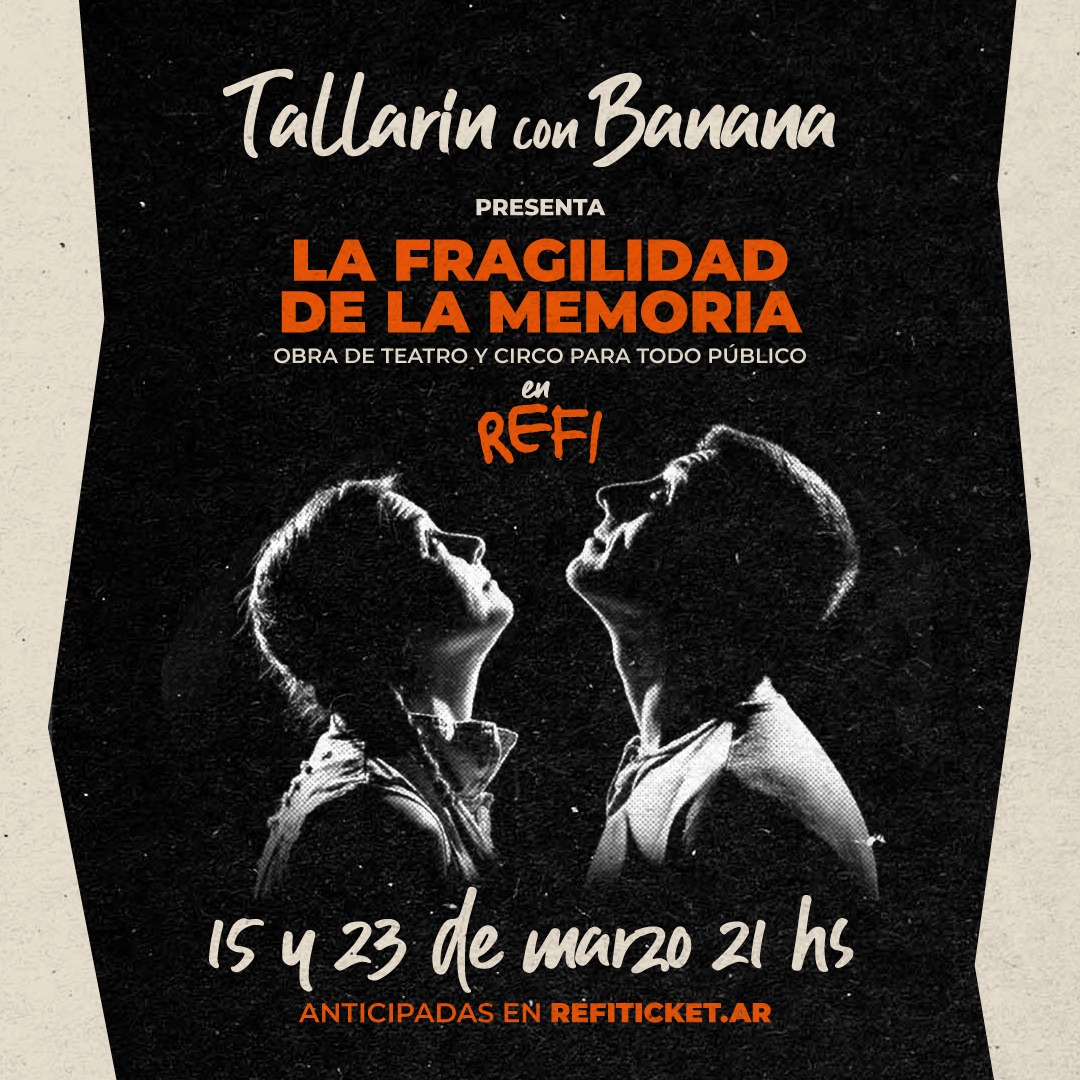 Tallarin con Banana
PRESENTA
LA FRAGILIDAD
DE LA MEMORIA
OBRA DE TEATRO Y CIRCO PARA TODO PÚBLICO
en
REFI
15 y 23 de marzo 21 hs
ANTICIPADAS EN REFITICKET.AR